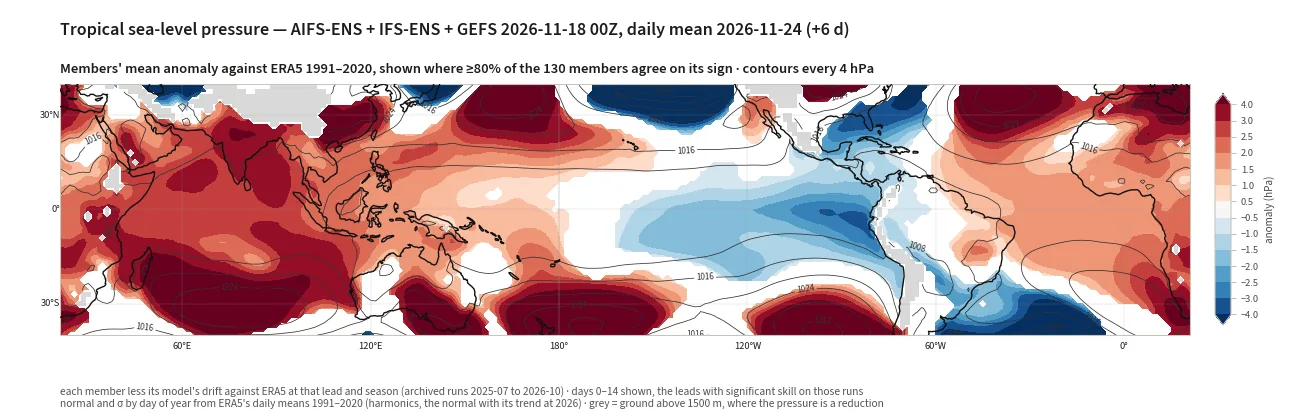 Tropical sea-level pressure — AIFS-ENS + IFS-ENS + GEFS 2026-11-18 00Z, daily mean 2026-11-24 (+6 d)
Members' mean anomaly against ERA5 1991–2020, shown where ≥80% of the 130 members agree on its sign · contours every 4 hPa
30°N
0°
30°S
60°E
120°E
180°
120°W
60°W
0°
1016
1016
1016
1016
1016
1016
1016
1016
1024
1024
1008
4.0
3.0
2.5
2.0
1.5
1.0
0.5
−0.5
−1.0
−1.5
−2.0
−2.5
−3.0
−4.0
anomaly (hPa)
each member less its model's drift against ERA5 at that lead and season (archived runs 2025-07 to 2026-10) · days 0–14 shown, the leads with significant skill on those runs
normal and σ by day of year from ERA5's daily means 1991–2020 (harmonics, the normal with its trend at 2026) · grey = ground above 1500 m, where the pressure is a reduction